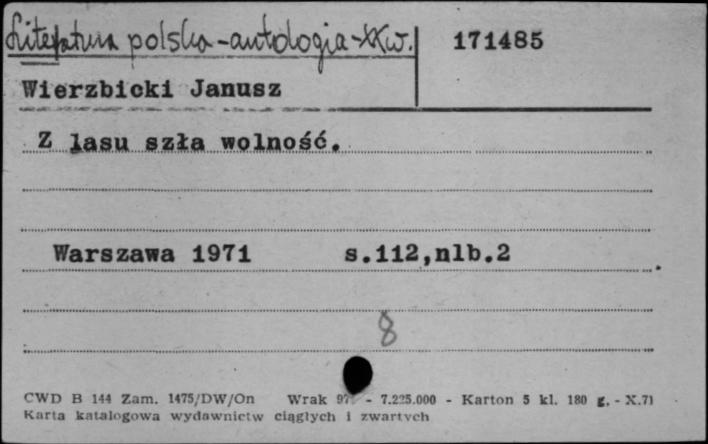 Literatura polska-antologia-XXw.
171485
Wierzbicki Janusz
Z lasu szła wolność.
Warszawa 1971 s.112,nlb.2
8
CWD B 144 Zam. 1475/DW/On Wrak - 7.225.000 - Karton 5 kl. 180 g. - X.71
Karta katalogowa wydawnictw ciągłych i zwartych